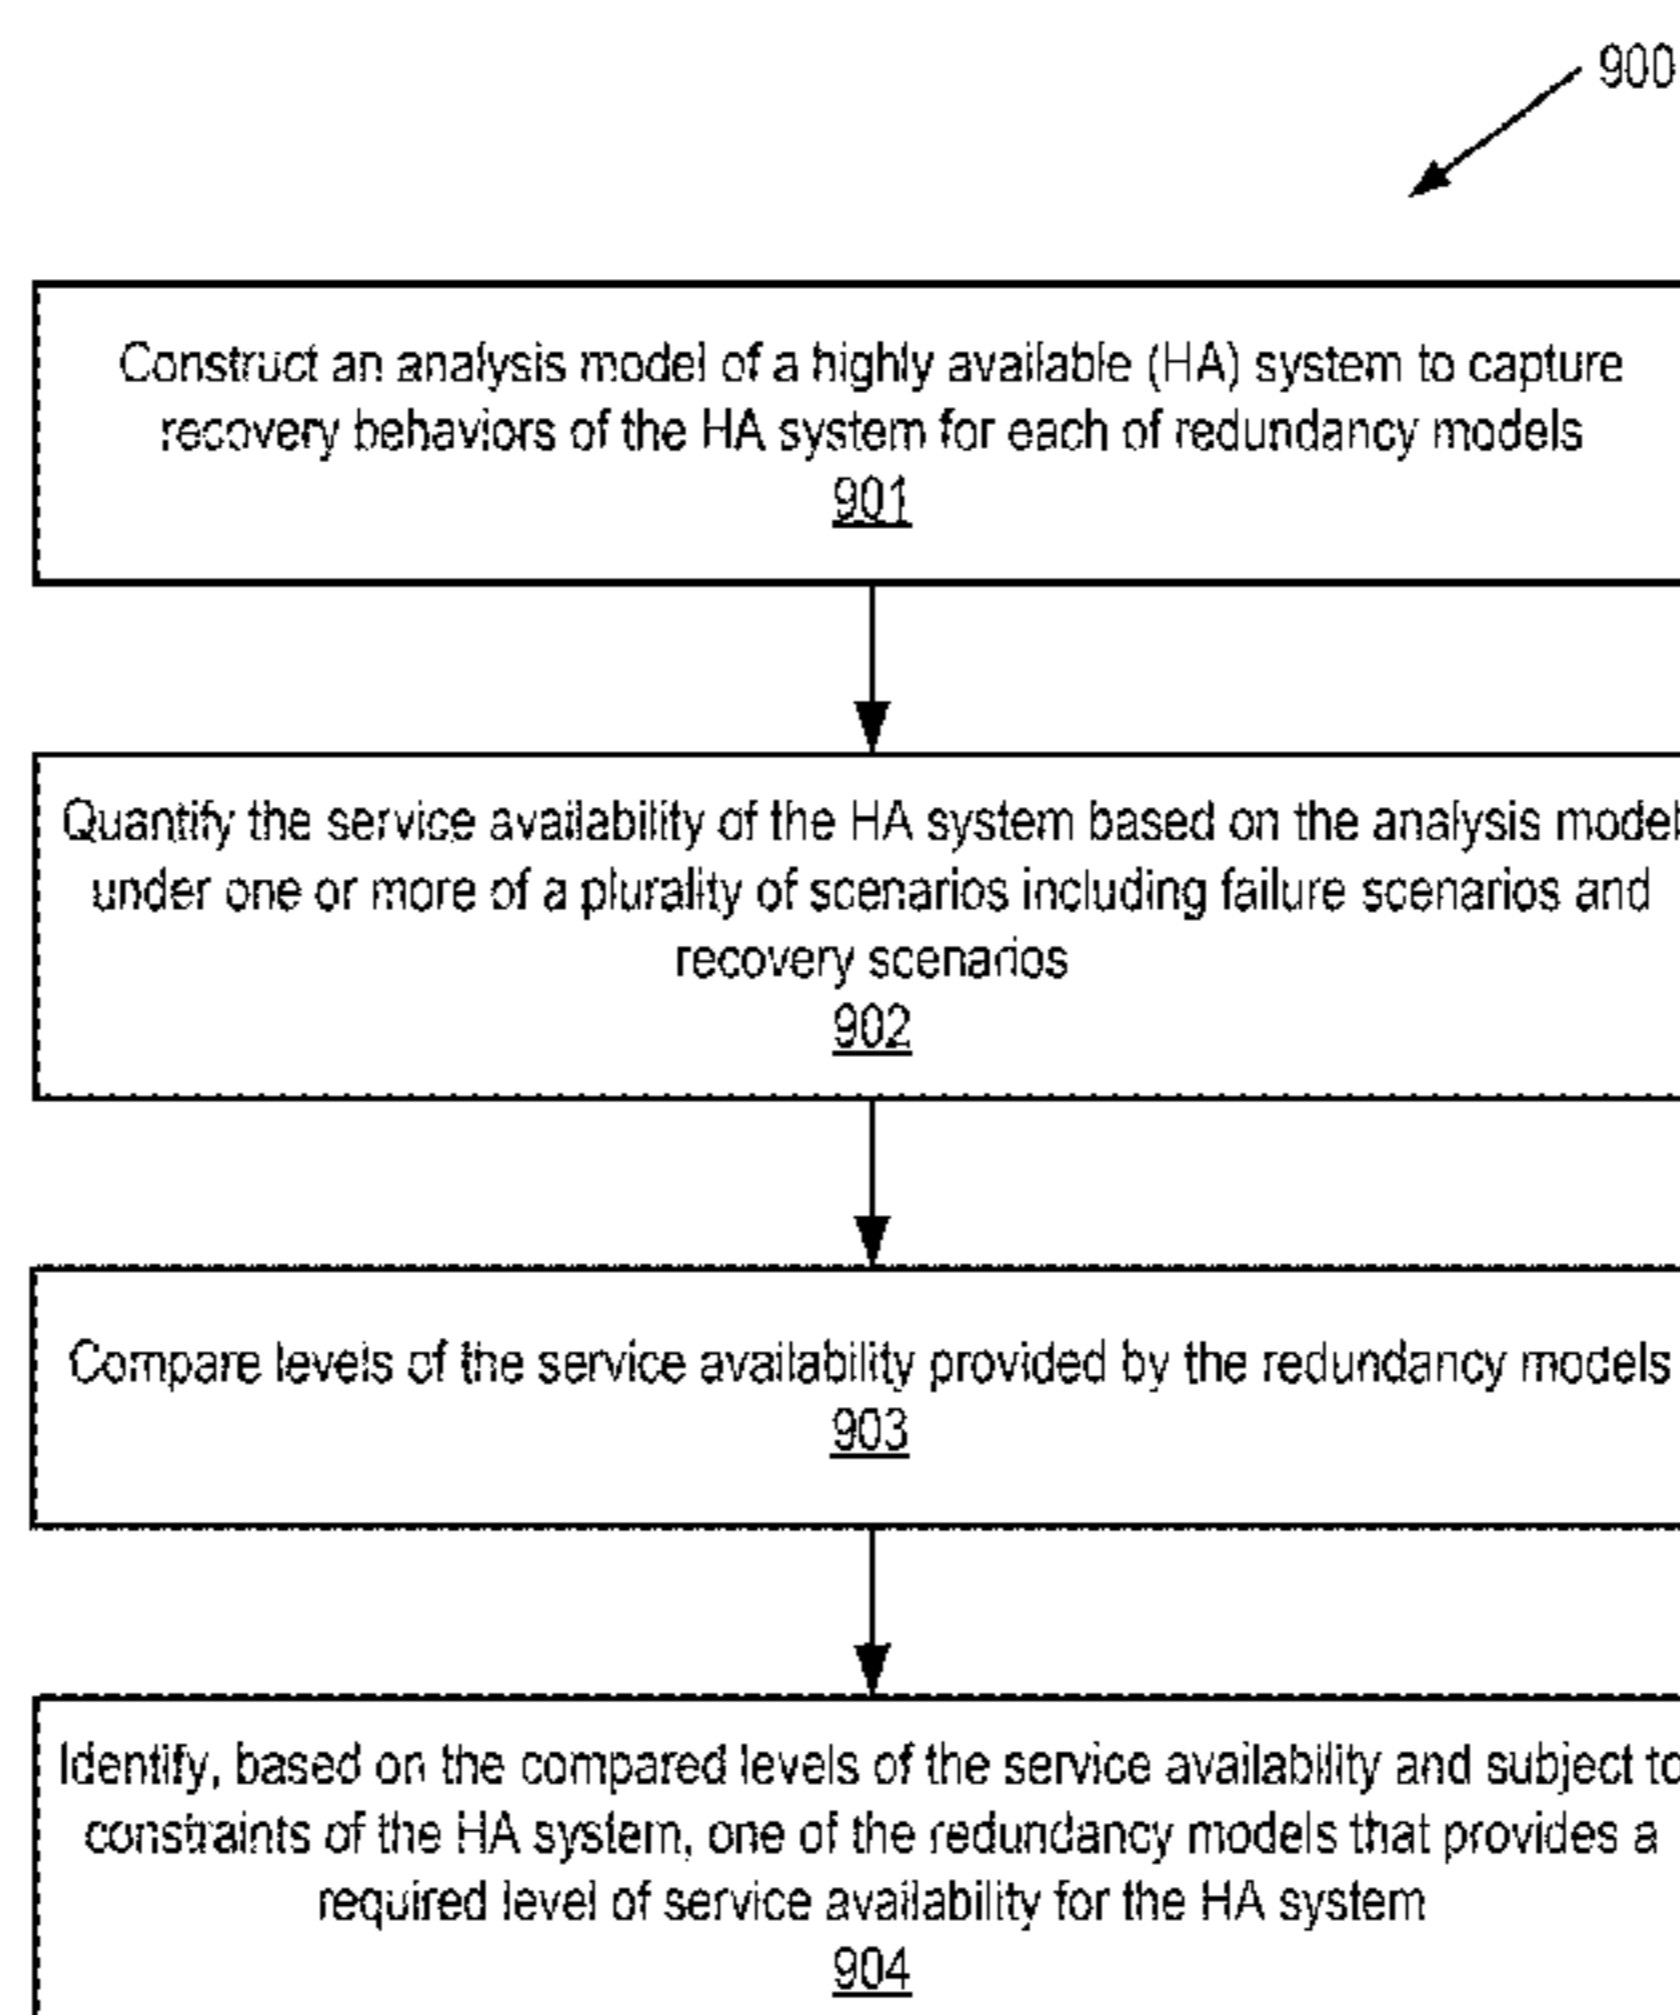 900
Construct an analysis model of a highly available (HA) system to capture
recovery behaviors of the HA system for each of redundancy models
901
Quantify the service availability of the HA system based on the analysis model
under one or more of a plurality of scenarios including failure scenarios and
recovery scenarios
902
Compare levels of the service availability provided by the redundancy models
903
Identify, based on the compared levels of the service availability and subject to
constraints of the HA system, one of the redundancy models that provides a
required level of service availability for the HA system
904